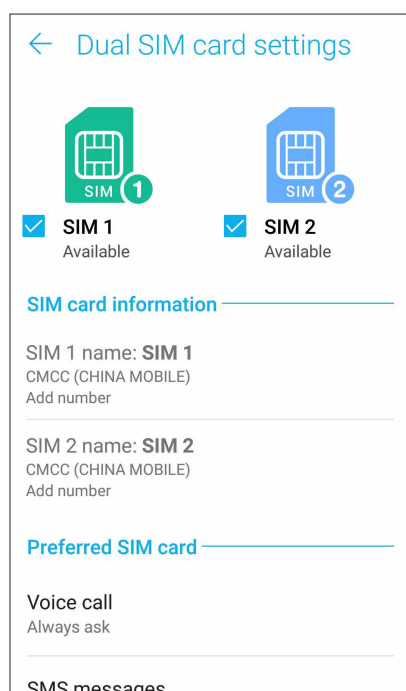 Dual SIM card settings
SIM 1
SIM 2
SIM 1
SIM 2
Available
Available
SIM card information
SIM 1 name: SIM 1
CMCC (CHINA MOBILE)
Add number
SIM 2 name: SIM 2
CMCC (CHINA MOBILE)
Add number
Preferred SIM card
Voice call
Always ask
SMS messages